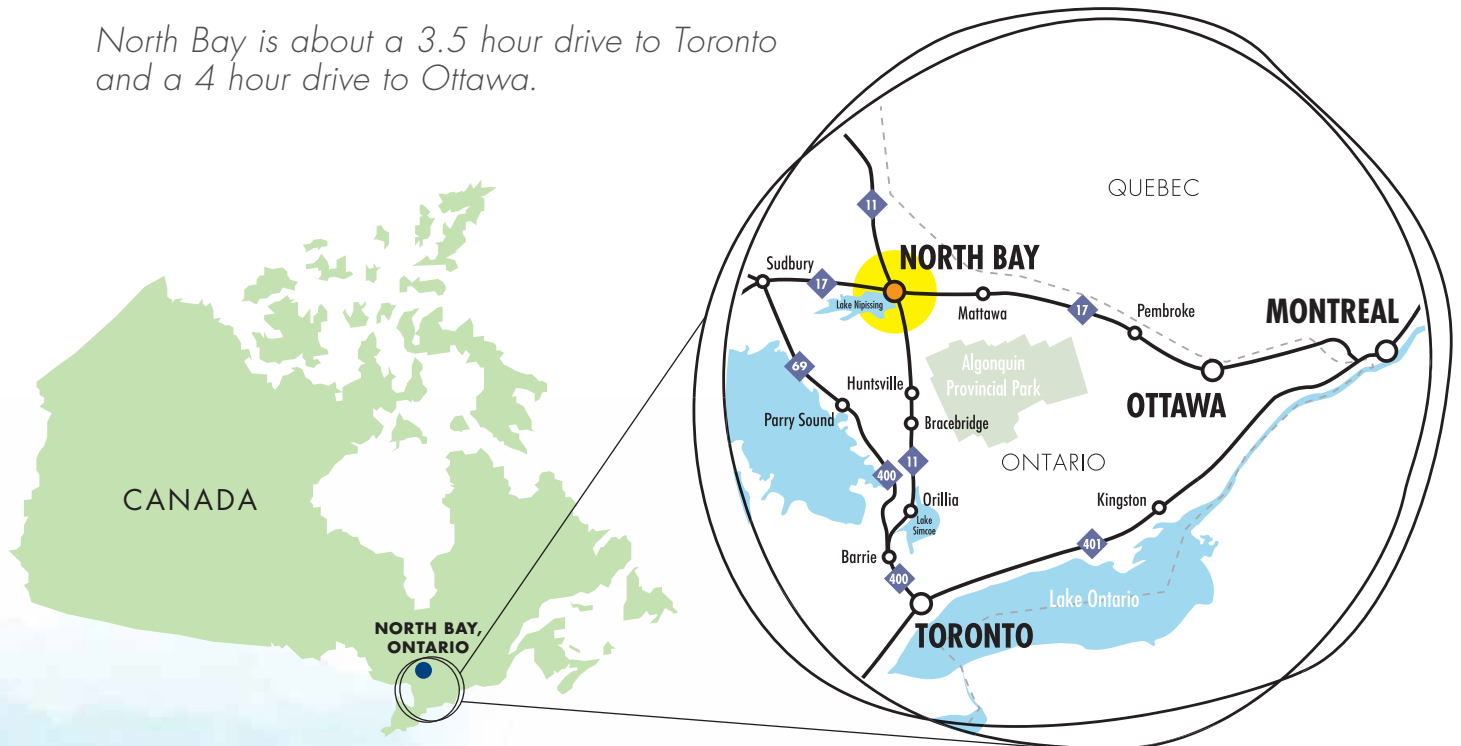 North Bay is about a 3.5 hour drive to Toronto
and a 4 hour drive to Ottawa.
CANADA
NORTH BAY,
ONTARIO
QUEBEC
11
NORTH BAY
Sudbury
17
Lake Nipissing
Mattawa
17
Pembroke
MONTREAL
69
Algonquin
Provincial Park
Huntsville
OTTAWA
Parry Sound
Bracebridge
ONTARIO
400
11
Orillia
Kingston
Lake
Simcoe
Barrie
401
400
Lake Ontario
TORONTO